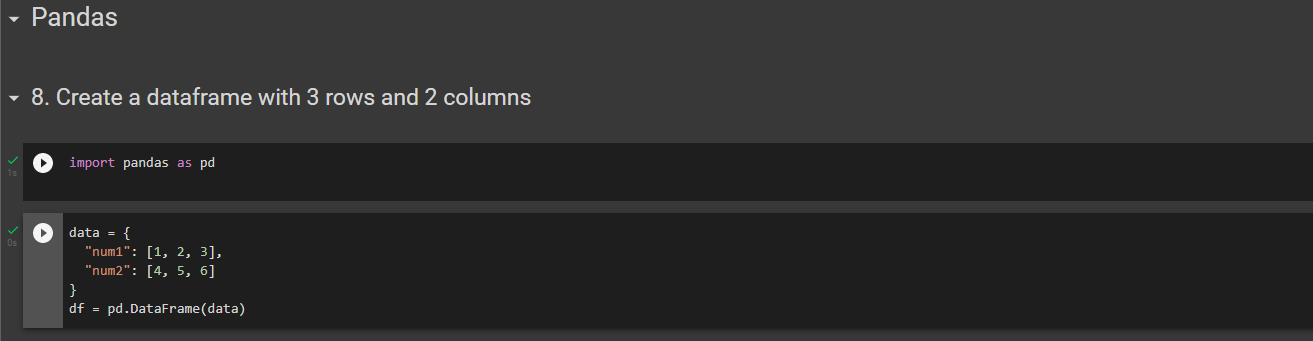 Pandas
8. Create a dataframe with 3 rows and 2 columns
import pandas as pd
1s
data = {
  "num1": [1, 2, 3],
0s
  "num2": [4, 5, 6]
}
df = pd.DataFrame(data)